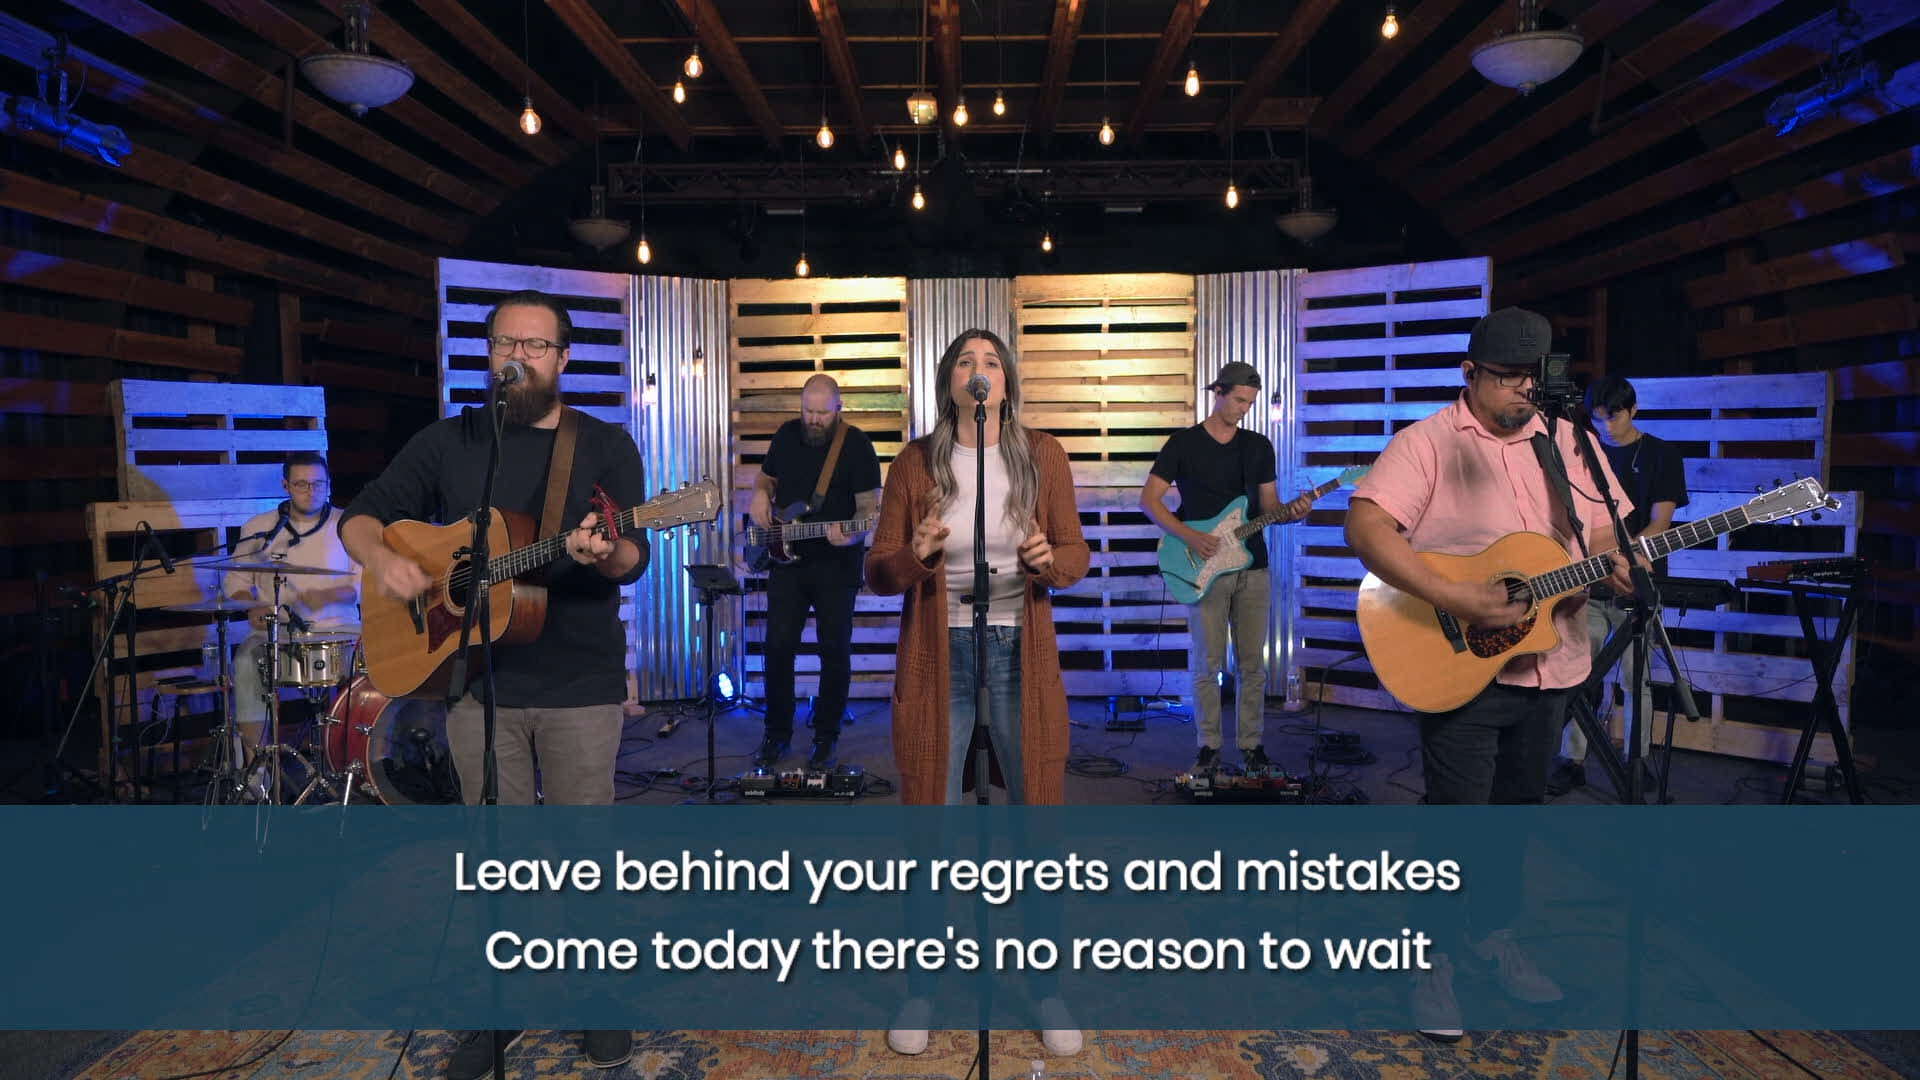 Leave behind your regrets and mistakes
Come today there's no reason to wait